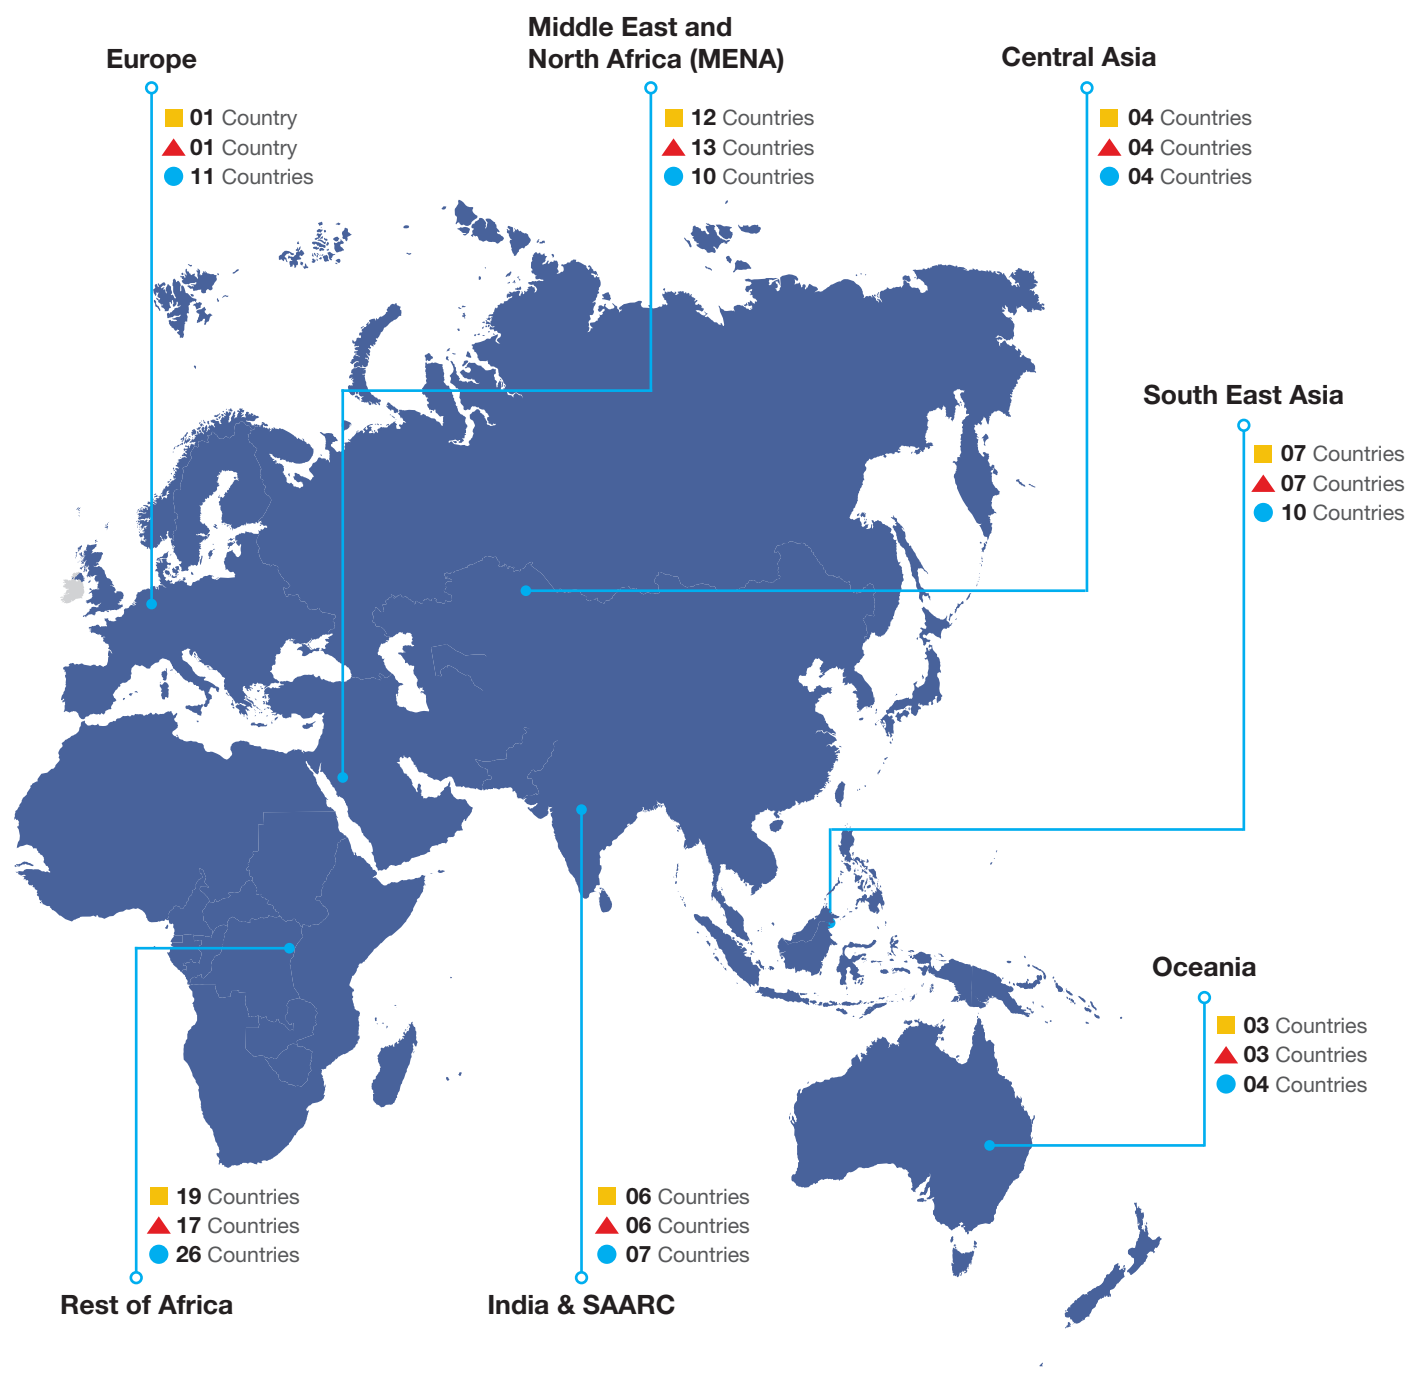 Europe
01 Country
01 Country
11 Countries
Middle East and
North Africa (MENA)
12 Countries
13 Countries
10 Countries
Central Asia
04 Countries
04 Countries
04 Countries
South East Asia
07 Countries
07 Countries
10 Countries
Oceania
03 Countries
03 Countries
04 Countries
19 Countries
17 Countries
26 Countries
Rest of Africa
06 Countries
06 Countries
07 Countries
India & SAARC